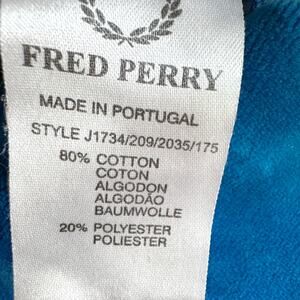 FRED PERRY
MADE IN PORTUGAL
STYLE J1734/209/2035/175
80% COTTON
COTON
ALGODON
ALGODÃO
BAUMWOLLE
20% POLYESTER
POLIESTER